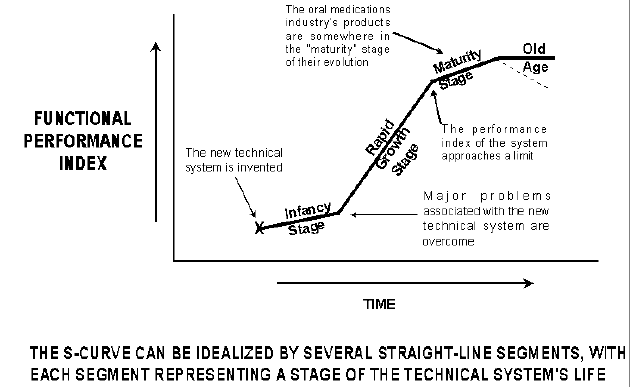 The oral medications
industry's products
are somewhere in
the "maturity" stage
of their evolution
Maturity
Stage
Old
Age
FUNCTIONAL
PERFORMANCE
INDEX
Rapid
Growth
Stage
The performance
index of the system
approaches a limit
The new technical
system is invented
X
Infancy
Stage
Major problems
associated with the new
technical system are
overcome
TIME
THE S-CURVE CAN BE IDEALIZED BY SEVERAL STRAIGHT-LINE SEGMENTS, WITH
EACH SEGMENT REPRESENTING A STAGE OF THE TECHNICAL SYSTEM'S LIFE